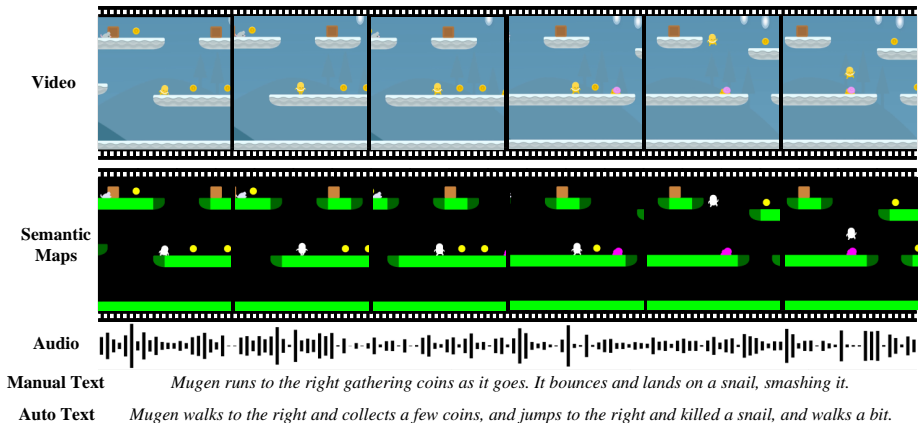 Video
Semantic
Maps
Audio
Manual Text Mugen runs to the right gathering coins as it goes. It bounces and lands on a snail, smashing it.
Auto Text Mugen walks to the right and collects a few coins, and jumps to the right and killed a snail, and walks a bit.